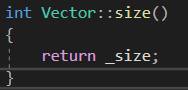 int Vector::size()
{
    return _size;
}